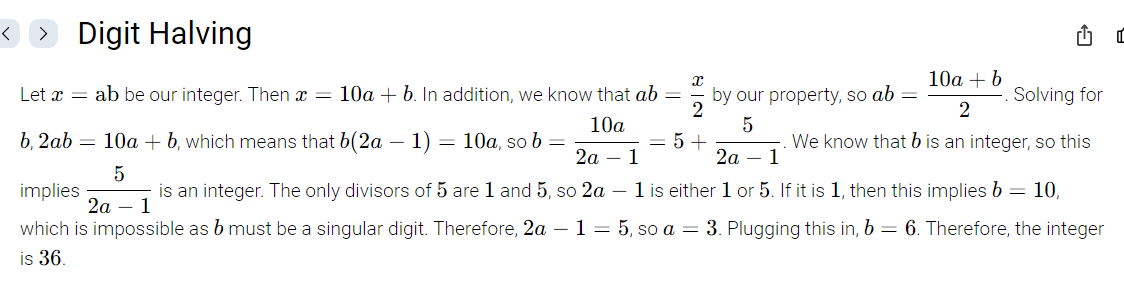 Digit Halving
Let x = ab be our integer. Then x = 10a + b. In addition, we know that ab = x/2 by our property, so ab = (10a + b)/2. Solving for
b, 2ab = 10a + b, which means that b(2a − 1) = 10a, so b = 10a/(2a − 1) = 5 + 5/(2a − 1). We know that b is an integer, so this
implies 5/(2a − 1) is an integer. The only divisors of 5 are 1 and 5, so 2a − 1 is either 1 or 5. If it is 1, then this implies b = 10,
which is impossible as b must be a singular digit. Therefore, 2a − 1 = 5, so a = 3. Plugging this in, b = 6. Therefore, the integer
is 36.